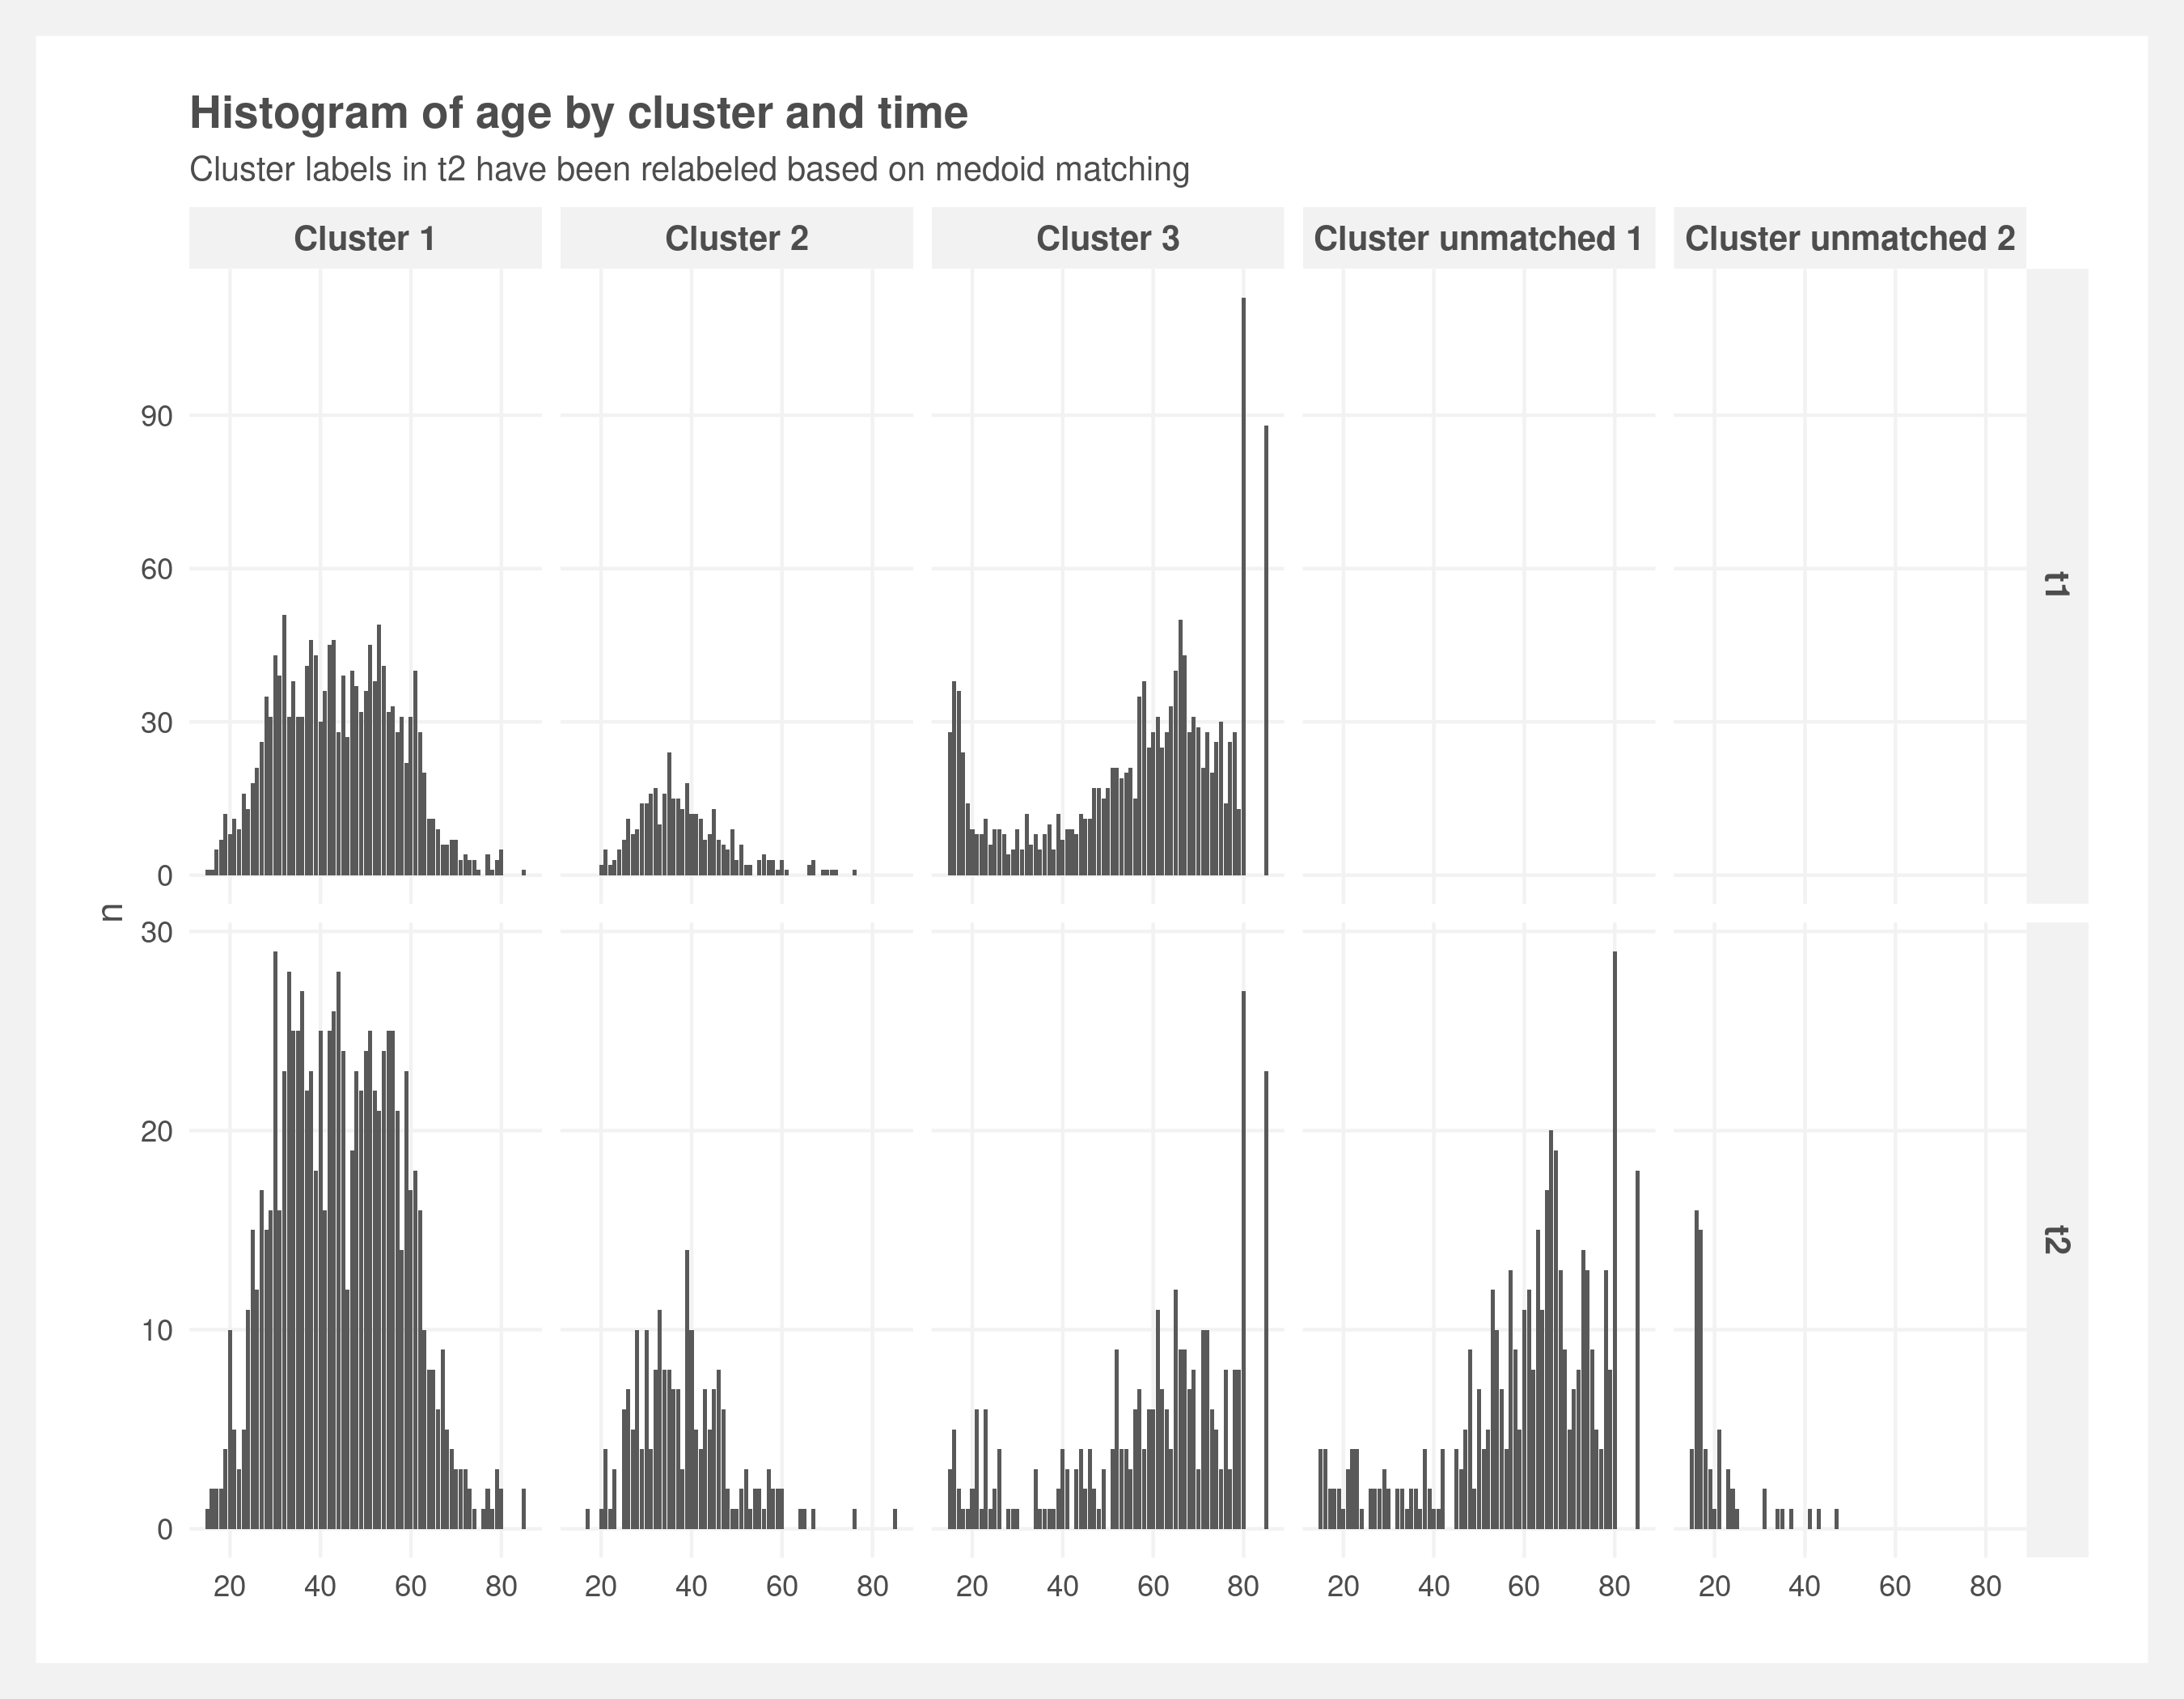 Histogram of age by cluster and time
Cluster labels in t2 have been relabeled based on medoid matching
Cluster 1 Cluster 2 Cluster 3 Cluster unmatched 1 Cluster unmatched 2
90
60
30
0
t1
n
30
20
10
0
t2
20 40 60 80 20 40 60 80 20 40 60 80 20 40 60 80 20 40 60 80